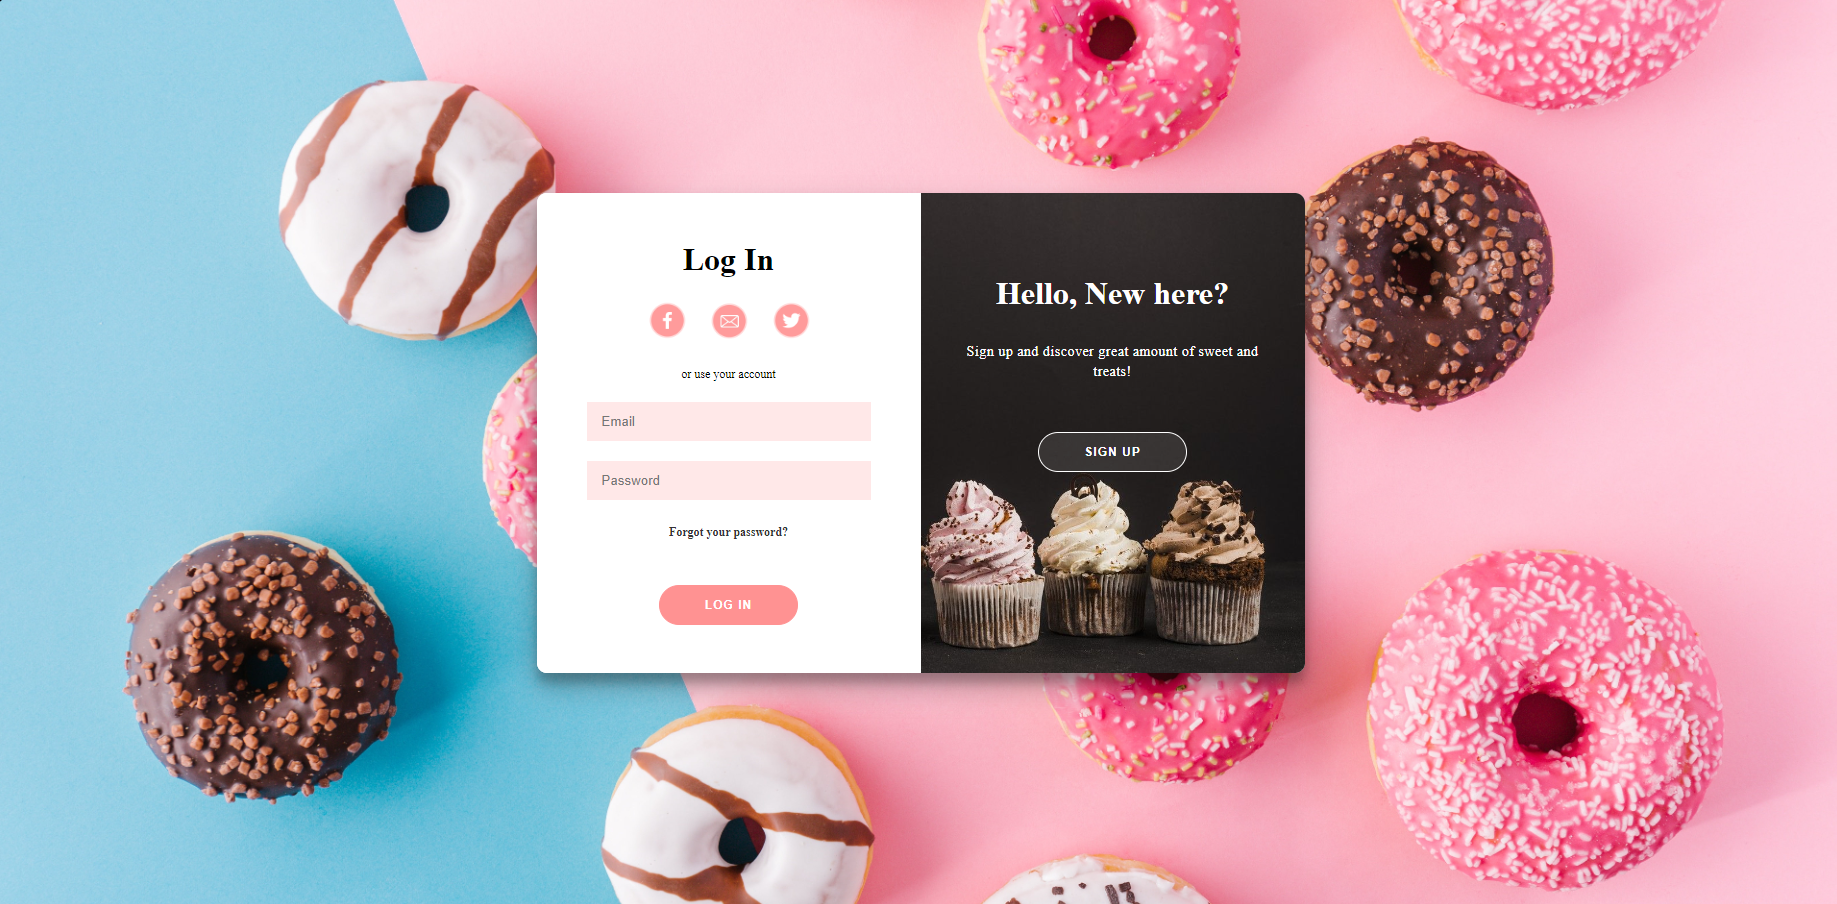 Log In
or use your account
Email
Password
Forgot your password?
LOG IN
Hello, New here?
Sign up and discover great amount of sweet and
treats!
SIGN UP